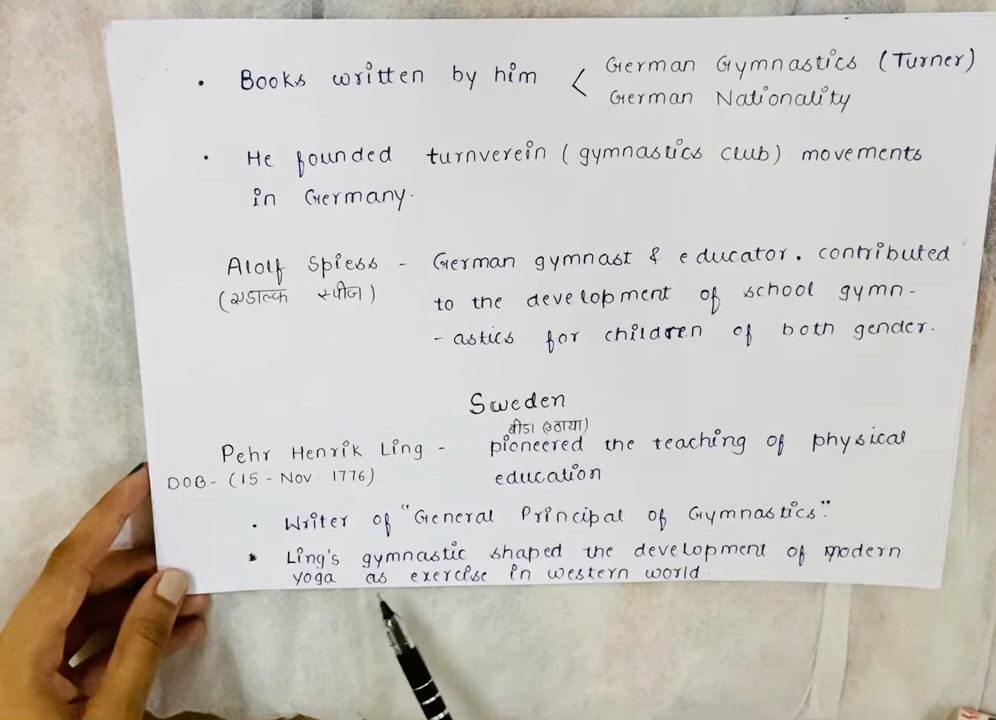 • Books written by him < German Gymnastics (Turner)
German Nationality
• He founded turnverein (gymnastics club) movements
in Germany.
Alolf Spiess - German gymnast & educator. contributed
(एडाल्फ स्पीज) to the development of school gymn-
- astics for children of both gender.
Sweden
बीडा उठाया)
Pehr Henrik Ling - pioneered the teaching of physical
DOB- (15 - Nov 1776) education
• Writer of "General Principal of Gymnastics".
* Ling's gymnastic shaped the development of modern
yoga as exercise in western world.